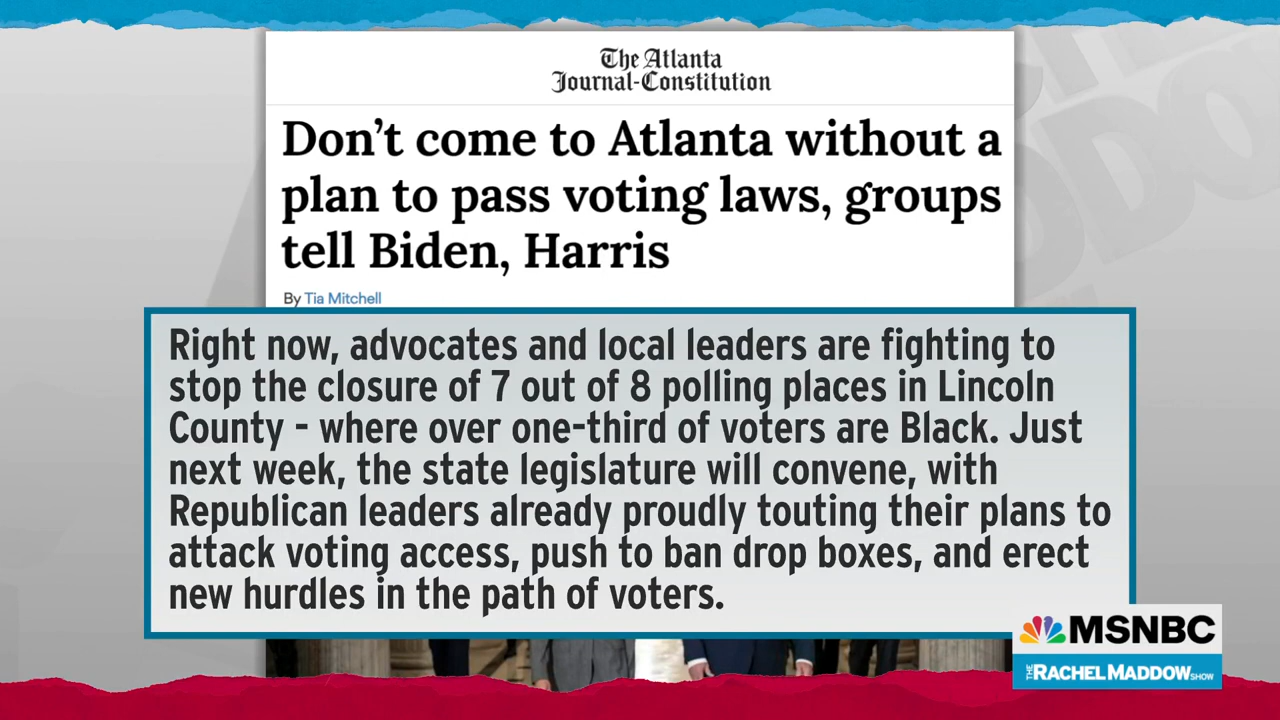 The Atlanta
Journal-Constitution
Don't come to Atlanta without a
plan to pass voting laws, groups
tell Biden, Harris
By Tia Mitchell
Right now, advocates and local leaders are fighting to
stop the closure of 7 out of 8 polling places in Lincoln
County - where over one-third of voters are Black. Just
next week, the state legislature will convene, with
Republican leaders already proudly touting their plans to
attack voting access, push to ban drop boxes, and erect
new hurdles in the path of voters.
MSNBC
THE RACHEL MADDOW SHOW